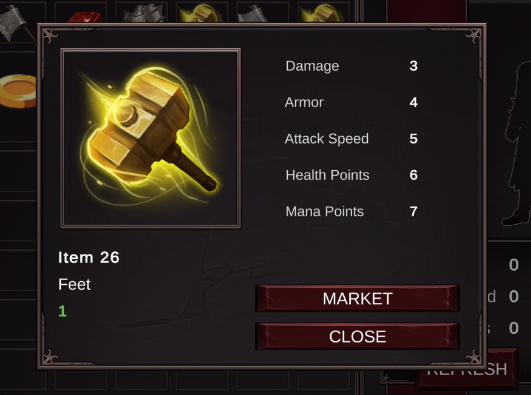 Damage 3
Armor 4
Attack Speed 5
Health Points 6
Mana Points 7
Item 26
Feet
1
MARKET
CLOSE
0
d 0
s 0
REFRESH